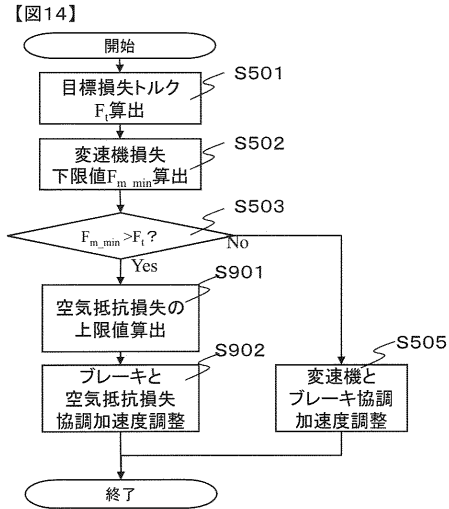 【図14】
開始
S501
目標損失トルク
Ft算出
S502
変速機損失
下限値Fm_min算出
S503
Fm_min>Ft?
No
Yes
S901
空気抵抗損失の
上限値算出
S902
ブレーキと
空気抵抗損失
協調加速度調整
S505
変速機と
ブレーキ協調
加速度調整
終了